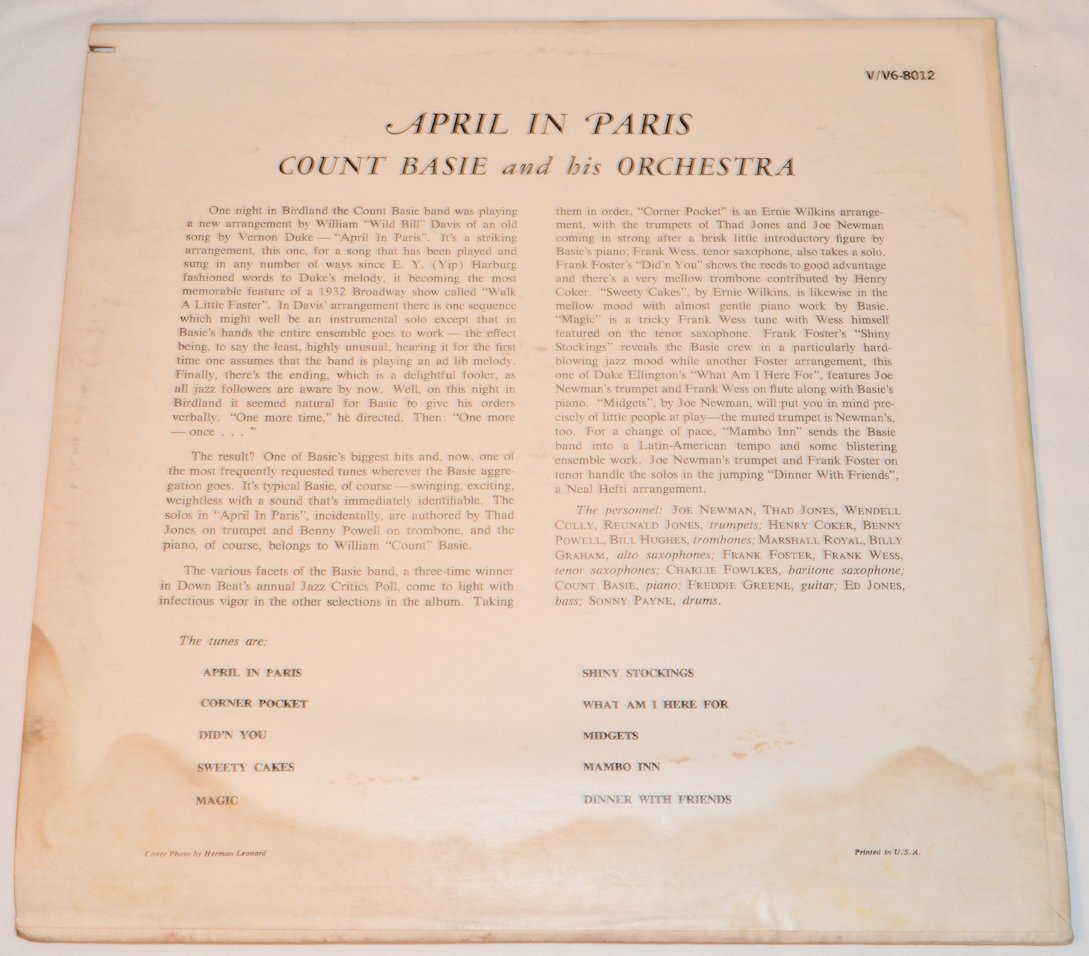 V/V6-8012
APRIL IN PARIS
COUNT BASIE and his ORCHESTRA
One night in Birdland the Count Basie band was playing
a new arrangement by William "Wild Bill" Davis of an old
song by Vernon Duke — "April In Paris". It's a striking
arrangement, this one, for a song that has been played and
sung in any number of ways since E. Y. (Yip) Harburg
fashioned words to Duke's melody, it becoming the most
memorable feature of a 1932 Broadway show called "Walk
A Little Faster". In Davis' arrangement there is one sequence
which might well be an instrumental solo except that in
Basie's hands the entire ensemble goes to work — the effect
being, to say the least, highly unusual; hearing it for the first
time one assumes that the band is playing an ad lib melody.
Finally, there's the ending, which is a delightful fooler, as
all jazz followers are aware by now. Well, on this night in
Birdland it seemed natural for Basie to give his orders
verbally. "One more time," he directed. Then: "One more
— once . . . "
The result? One of Basie's biggest hits and, now, one of
the most frequently requested tunes wherever the Basie aggre-
gation goes. It's typical Basie, of course — swinging, exciting,
weightless with a sound that's immediately identifiable. The
solos in "April In Paris", incidentally, are authored by Thad
Jones on trumpet and Benny Powell on trombone, and the
piano, of course, belongs to William "Count" Basie.
The various facets of the Basie band, a three-time winner
in Down Beat's annual Jazz Critics Poll, come to light with
infectious vigor in the other selections in the album. Taking
them in order, "Corner Pocket" is an Ernie Wilkins arrange-
ment, with the trumpets of Thad Jones and Joe Newman
coming in strong after a brisk little introductory figure by
Basie's piano; Frank Wess, tenor saxophone, also takes a solo.
Frank Foster's "Did'n You" shows the reeds to good advantage
and there's a very mellow trombone contributed by Henry
Coker. "Sweety Cakes", by Ernie Wilkins, is likewise in the
mellow mood with almost gentle piano work by Basie.
"Magic" is a tricky Frank Wess tune with Wess himself
featured on the tenor saxophone. Frank Foster's "Shiny
Stockings" reveals the Basie crew in a particularly hard-
blowing jazz mood while another Foster arrangement, this
one of Duke Ellington's "What Am I Here For", features Joe
Newman's trumpet and Frank Wess on flute along with Basie's
piano. "Midgets", by Joe Newman, will put you in mind pre-
cisely of little people at play—the muted trumpet is Newman's,
too. For a change of pace, "Mambo Inn" sends the Basie
band into a Latin-American tempo and some blistering
ensemble work. Joe Newman's trumpet and Frank Foster on
tenor handle the solos in the jumping "Dinner With Friends",
a Neal Hefti arrangement.
The personnel: JOE NEWMAN, THAD JONES, WENDELL
CULLY, REUNALD JONES, trumpets; HENRY COKER, BENNY
POWELL, BILL HUGHES, trombones; MARSHALL ROYAL, BILLY
GRAHAM, alto saxophones; FRANK FOSTER, FRANK WESS,
tenor saxophones; CHARLIE FOWLKES, baritone saxophone;
COUNT BASIE, piano; FREDDIE GREENE, guitar; ED JONES,
bass; SONNY PAYNE, drums.
The tunes are:
APRIL IN PARIS
CORNER POCKET
DID'N YOU
SWEETY CAKES
MAGIC
SHINY STOCKINGS
WHAT AM I HERE FOR
MIDGETS
MAMBO INN
DINNER WITH FRIENDS
Cover Photo by Herman Leonard
Printed in U.S.A.